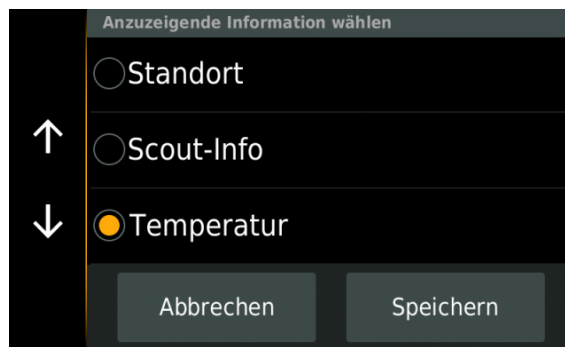 Anzuzeigende Information wählen
Standort
Scout-Info
Temperatur
Abbrechen Speichern